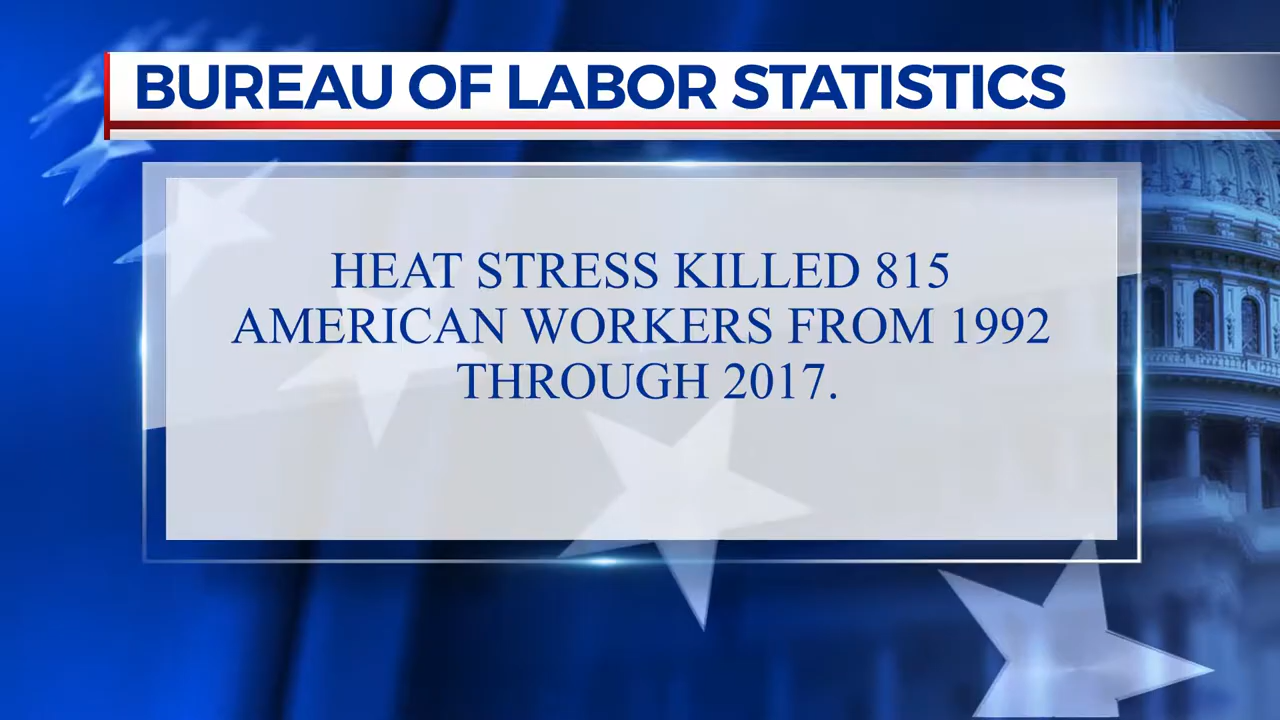 BUREAU OF LABOR STATISTICS
HEAT STRESS KILLED 815
AMERICAN WORKERS FROM 1992
THROUGH 2017.